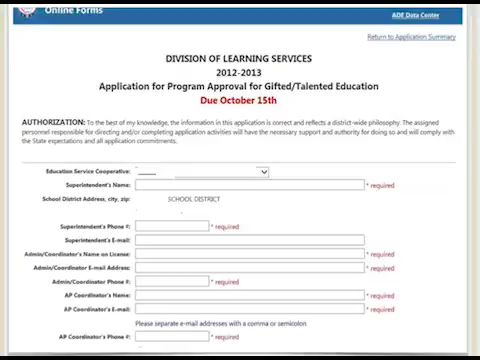 Online Forms
ADE Data Center
Return to Application Summary
DIVISION OF LEARNING SERVICES
2012-2013
Application for Program Approval for Gifted/Talented Education
Due October 15th
AUTHORIZATION: To the best of my knowledge, the information in this application is correct and reflects a district-wide philosophy. The assigned
personnel responsible for directing and/or completing application activities will have the necessary support and authority for doing so and will comply with
the State expectations and all application commitments.
Education Service Cooperative:
Superintendent's Name: * required
School District Address, city, zip: SCHOOL DISTRICT
Superintendent's Phone #: * required
Superintendent's E-mail:
Admin/Coordinator's Name on License: * required
Admin/Coordinator E-mail Address: * required
Admin/Coordinator Phone #: * required
AP Coordinator's Name: * required
AP Coordinator's E-mail: * required
Please separate e-mail addresses with a comma or semicolon
AP Coordinator's Phone #: * required